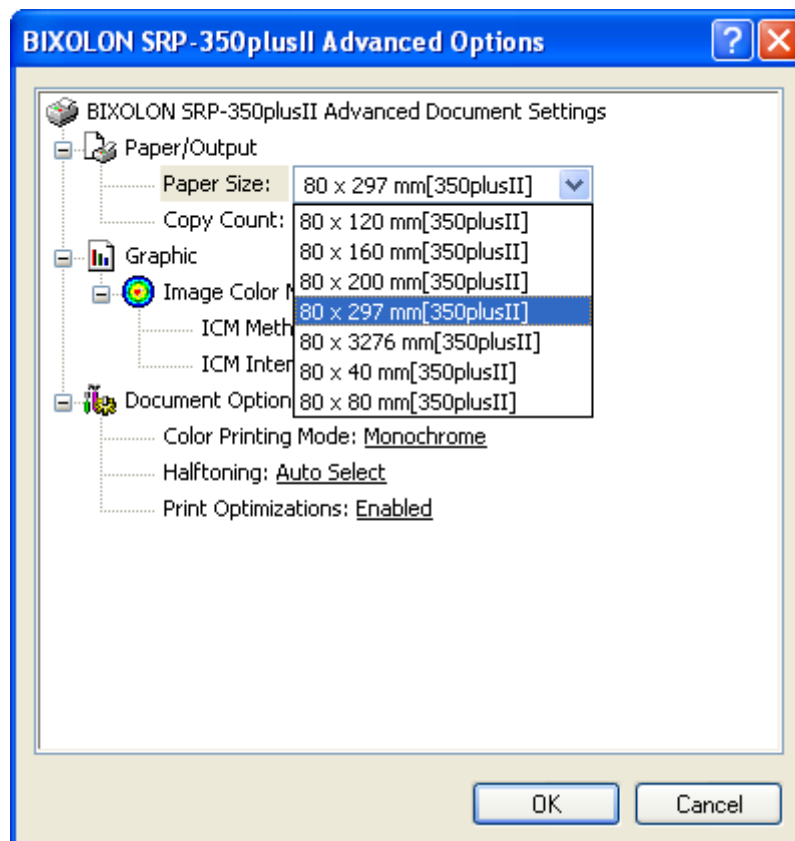 BIXOLON SRP-350plusII Advanced Options
BIXOLON SRP-350plusII Advanced Document Settings
Paper/Output
Paper Size: 80 x 297 mm[350plusII]
Copy Count:
80 x 120 mm[350plusII]
80 x 160 mm[350plusII]
80 x 200 mm[350plusII]
80 x 297 mm[350plusII]
80 x 3276 mm[350plusII]
80 x 40 mm[350plusII]
80 x 80 mm[350plusII]
Graphic
Image Color
ICM Meth
ICM Inter
Document Option
Color Printing Mode: Monochrome
Halftoning: Auto Select
Print Optimizations: Enabled
OK Cancel